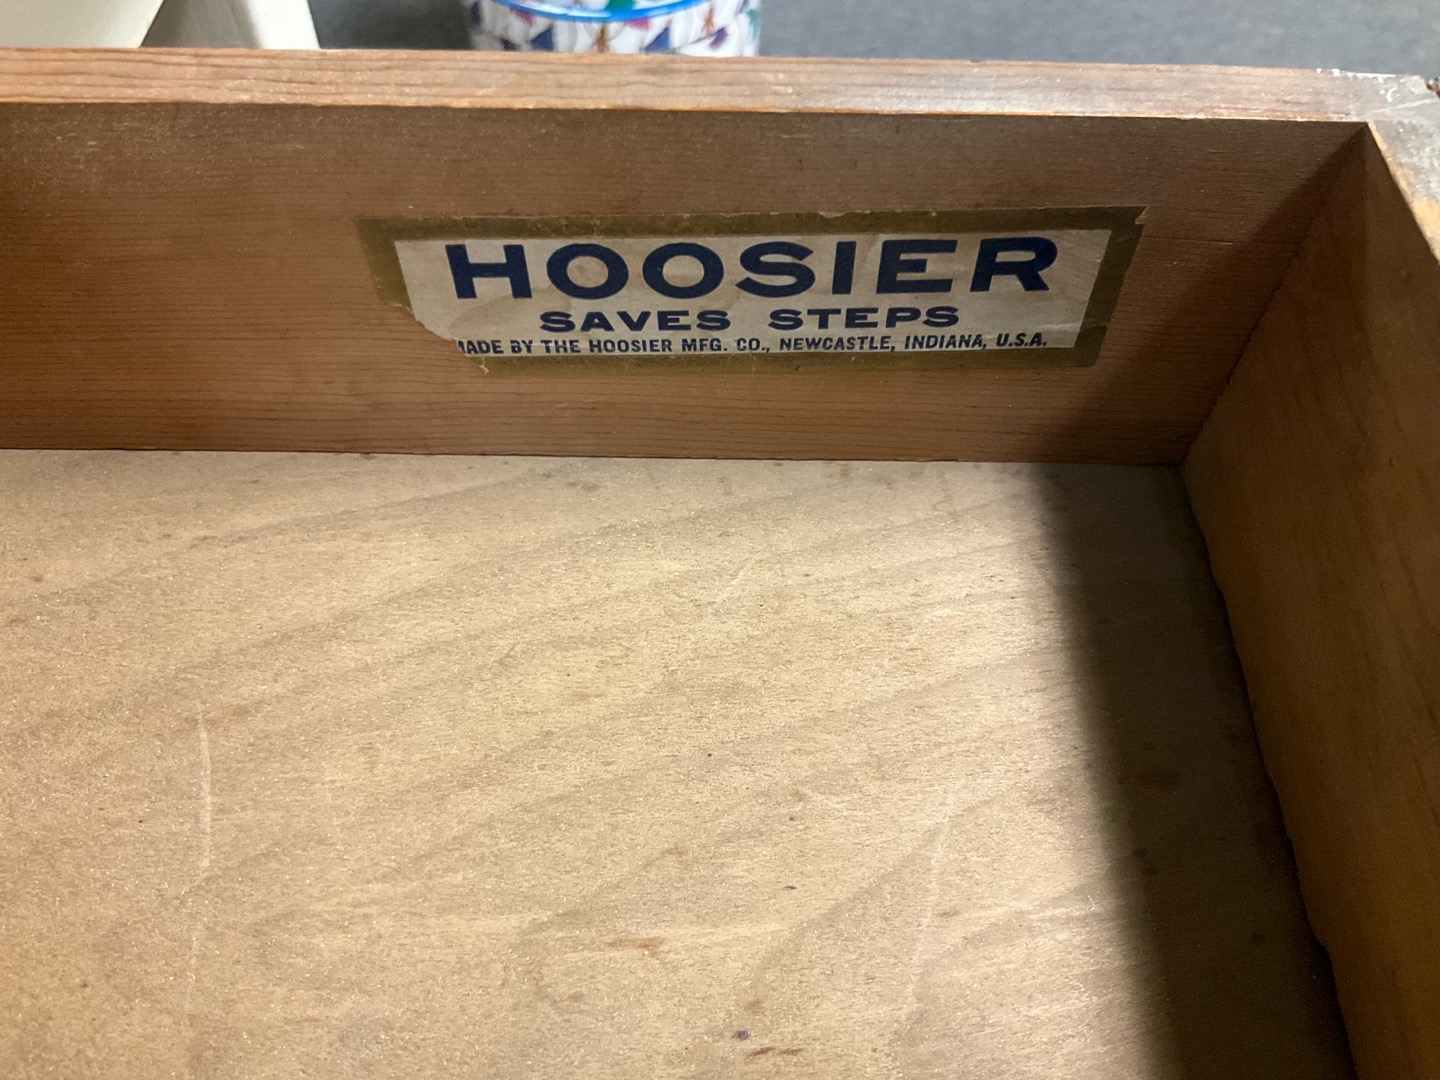 HOOSIER
SAVES STEPS
MADE BY THE HOOSIER MFG. CO., NEWCASTLE, INDIANA, U.S.A.